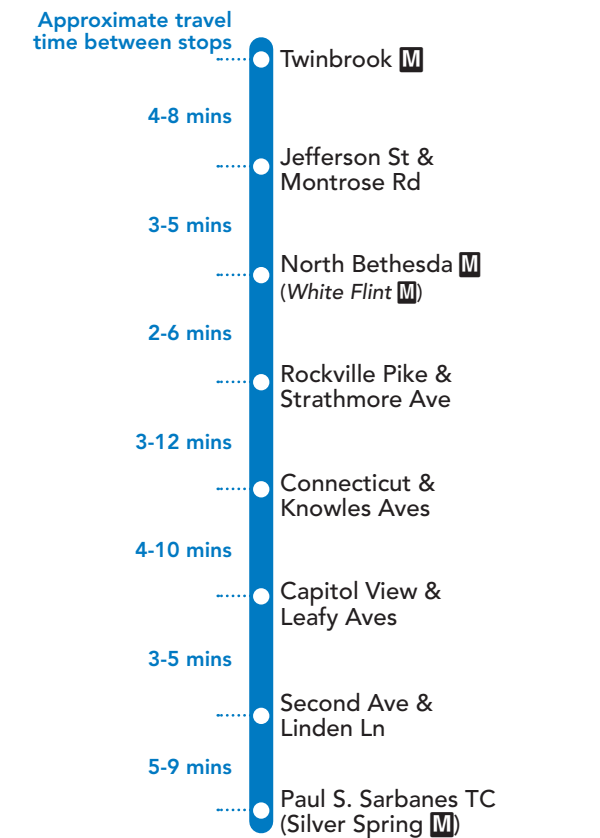 Approximate travel
time between stops
Twinbrook M
4-8 mins
Jefferson St &
Montrose Rd
3-5 mins
North Bethesda M
(White Flint M)
2-6 mins
Rockville Pike &
Strathmore Ave
3-12 mins
Connecticut &
Knowles Aves
4-10 mins
Capitol View &
Leafy Aves
3-5 mins
Second Ave &
Linden Ln
5-9 mins
Paul S. Sarbanes TC
(Silver Spring M)